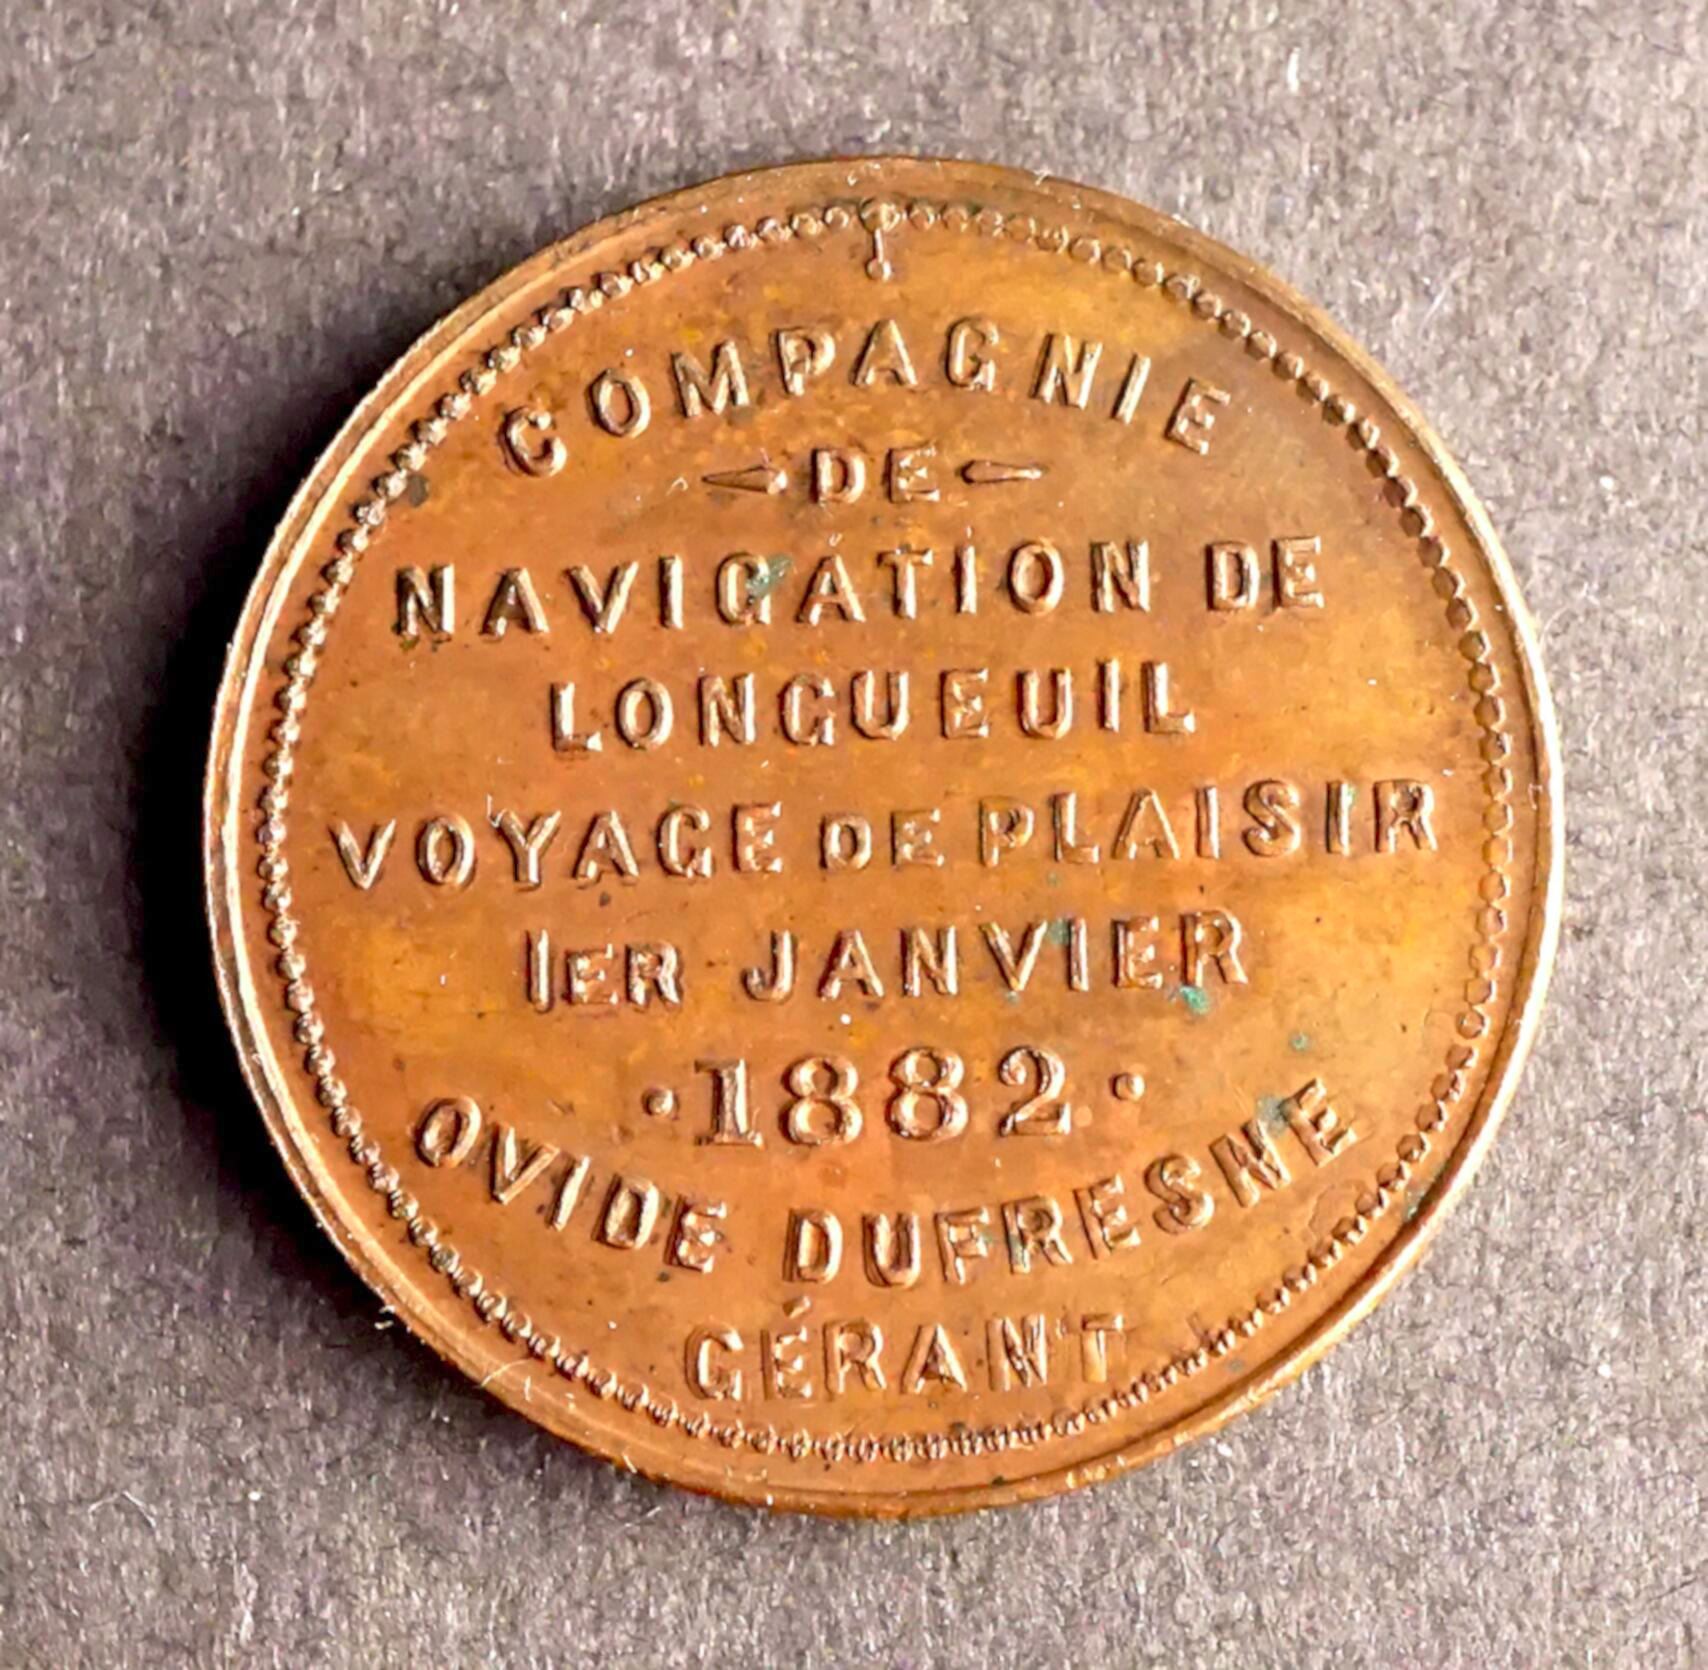 COMPAGNIE
DE
NAVIGATION DE
LONGUEUIL
VOYAGE DE PLAISIR
1ER JANVIER
·1882·
OVIDE DUFRESNE
GÉRANT